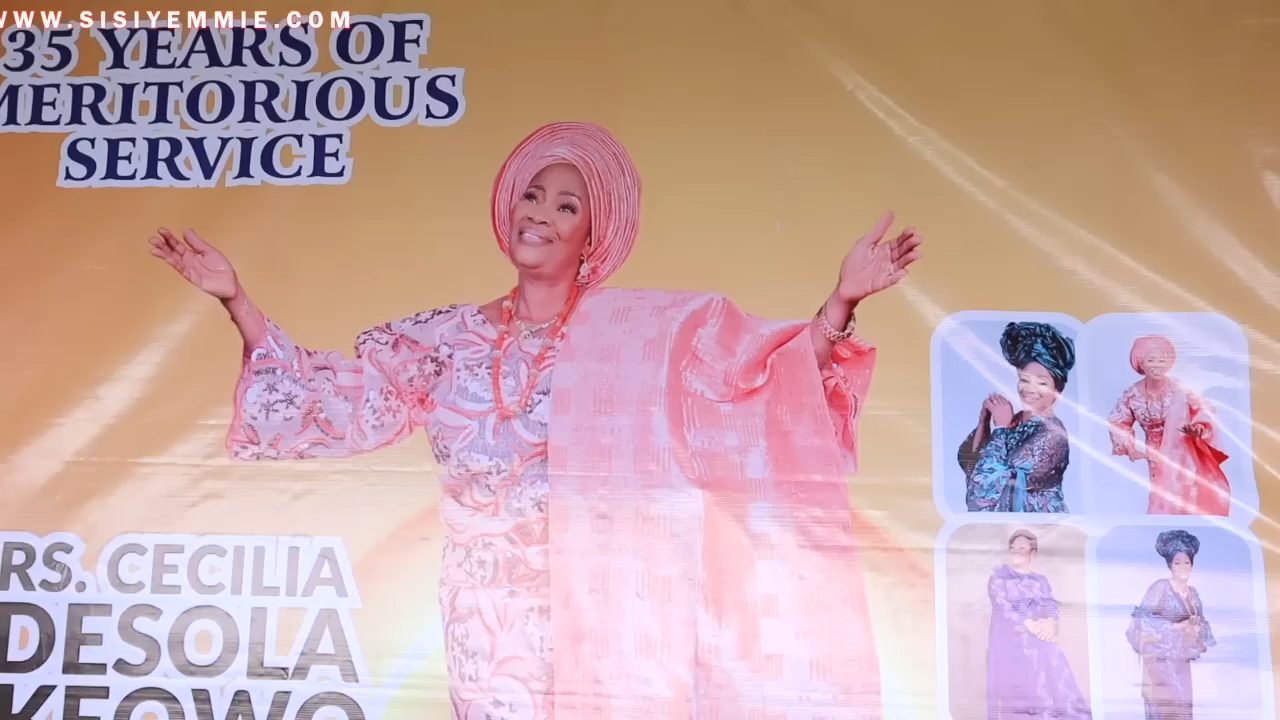 WWW.SISIYEMMIE.COM
35 YEARS OF
MERITORIOUS
SERVICE
RS. CECILIA
DESOLA